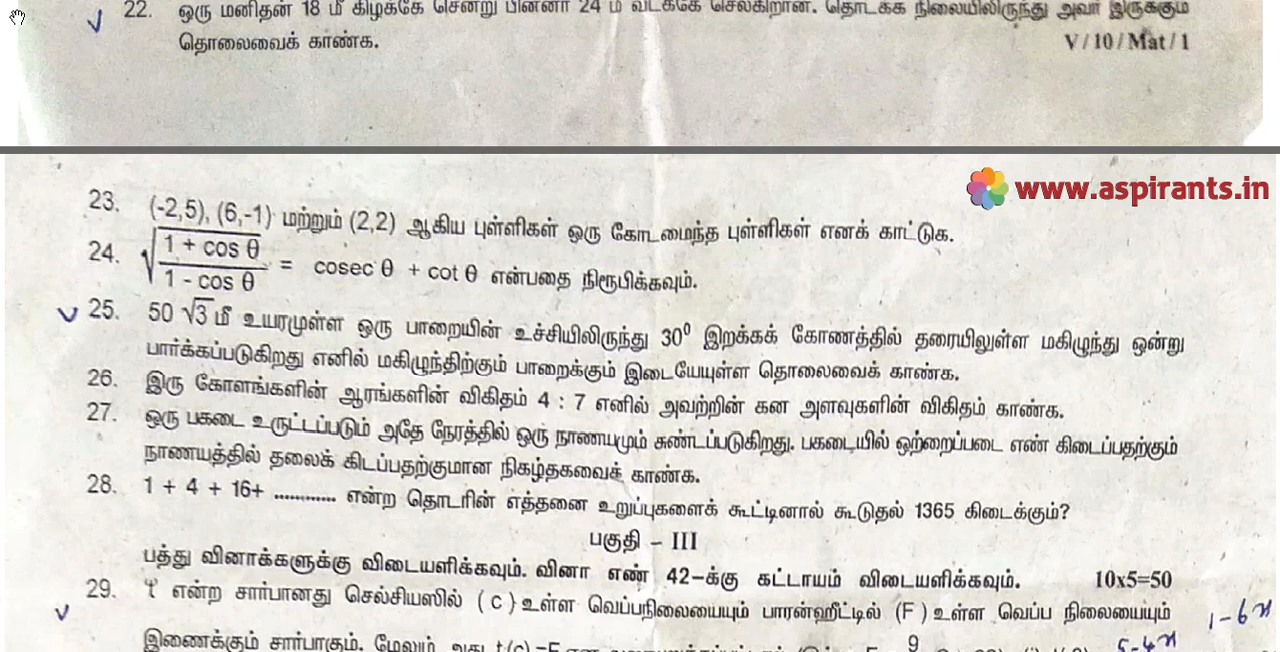 22. ஒரு மனிதன் 18 மீ கிழக்கே சென்று பின்னர் 24 மீ வடக்கே செல்கிறான். தொடக்க நிலையிலிருந்து அவர் இருக்கும்
தொலைவைக் காண்க. V/10/Mat/1
www.aspirants.in
23. (-2,5), (6,-1) மற்றும் (2,2) ஆகிய புள்ளிகள் ஒரு கோடமைந்த புள்ளிகள் எனக் காட்டுக.
24. √(1 + cos θ / 1 - cos θ) = cosec θ + cot θ என்பதை நிரூபிக்கவும்.
25. 50 √3 மீ உயரமுள்ள ஒரு பாறையின் உச்சியிலிருந்து 30⁰ இறக்கக் கோணத்தில் தரையிலுள்ள மகிழுந்து ஒன்று
பார்க்கப்படுகிறது எனில் மகிழுந்திற்கும் பாறைக்கும் இடையேயுள்ள தொலைவைக் காண்க.
26. இரு கோளங்களின் ஆரங்களின் விகிதம் 4 : 7 எனில் அவற்றின் கன அளவுகளின் விகிதம் காண்க.
27. ஒரு பகடை உருட்டப்படும் அதே நேரத்தில் ஒரு நாணயமும் சுண்டப்படுகிறது. பகடையில் ஒற்றைப்படை எண் கிடைப்பதற்கும்
நாணயத்தில் தலைக் கிடப்பதற்குமான நிகழ்தகவைக் காண்க.
28. 1 + 4 + 16+ ............ என்ற தொடரின் எத்தனை உறுப்புகளைக் கூட்டினால் கூடுதல் 1365 கிடைக்கும்?
பகுதி – III
பத்து வினாக்களுக்கு விடையளிக்கவும். வினா எண் 42–க்கு கட்டாயம் விடையளிக்கவும். 10x5=50
29. 't' என்ற சார்பானது செல்சியஸில் ( c ) உள்ள வெப்பநிலையையும் பாரன்ஹீட்டில் (F ) உள்ள வெப்ப நிலையையும்
1-6
இணைக்கும் சார்பாகும். மேலும் அது t (c) =F 9